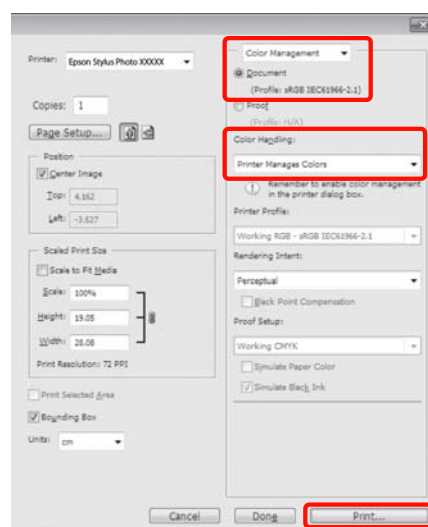 Printer: Epson Stylus Photo XXXXX
Copies: 1
Page Setup...
Position
Center Image
Top: 4.162
Left: -3.527
Scaled Print Size
Scale to Fit Media
Scale: 100%
Height: 19.05
Width: 28.06
Print Resolution: 72 PPI
Print Selected Area
Bounding Box
Units: cm
Color Management
Document
(Profile: sRGB IEC61966-2.1)
Proof
(Profile: N/A)
Color Handling:
Printer Manages Colors
Remember to enable color management
in the printer dialog box.
Printer Profile:
Working RGB - sRGB IEC61966-2.1
Rendering Intent:
Perceptual
Black Point Compensation
Proof Setup:
Working CMYK
Simulate Paper Color
Simulate Black Ink
Cancel
Done
Print...